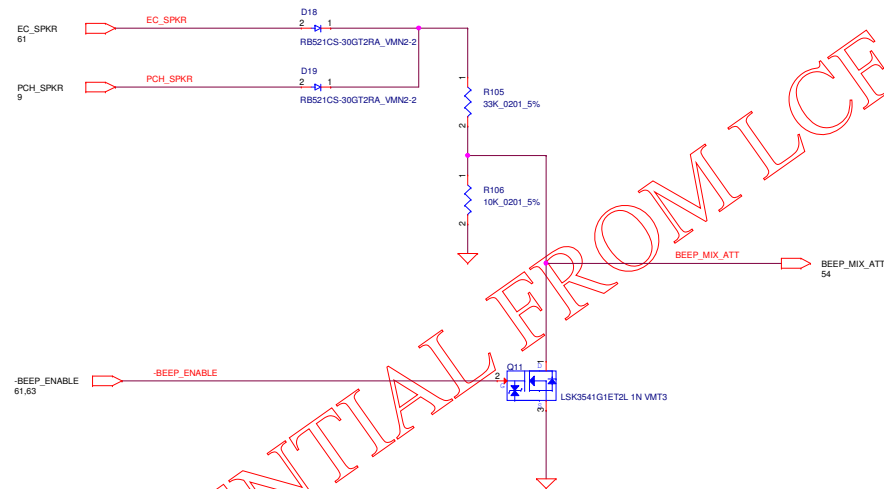 D18
EC_SPKR
2 1
EC_SPKR
61
RB521CS-30GT2RA_VMN2-2
D19
PCH_SPKR
2 1
PCH_SPKR
9
RB521CS-30GT2RA_VMN2-2
1
R105
33K_0201_5%
2
1
R106
10K_0201_5%
2
BEEP_MIX_ATT
BEEP_MIX_ATT
54
-BEEP_ENABLE
-BEEP_ENABLE
61,63
Q11
1
D
2
G
S
3
LSK3541G1ET2L 1N VMT3
NTIAL FROM LCF